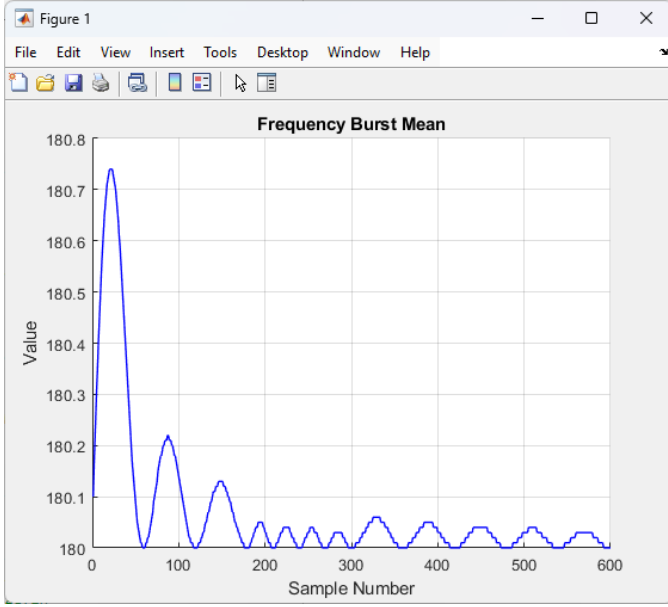 Figure 1
File Edit View Insert Tools Desktop Window Help
Frequency Burst Mean
180.8
180.7
180.6
180.5
180.4
180.3
180.2
180.1
180
Value
0 100 200 300 400 500 600
Sample Number